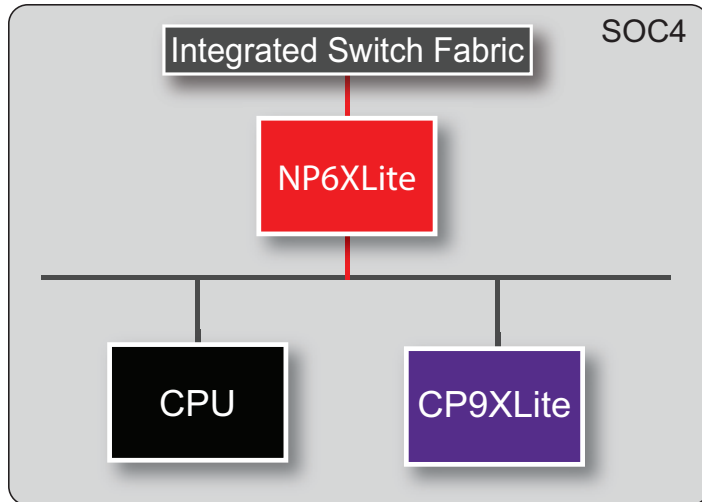 SOC4
Integrated Switch Fabric
NP6XLite
CPU
CP9XLite